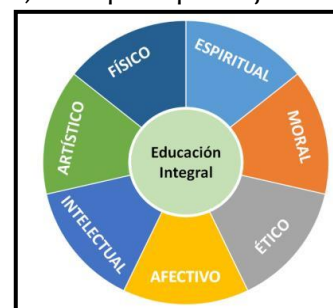 Educación
Integral
FÍSICO
ESPIRITUAL
MORAL
ÉTICO
AFECTIVO
INTELECTUAL
ARTÍSTICO